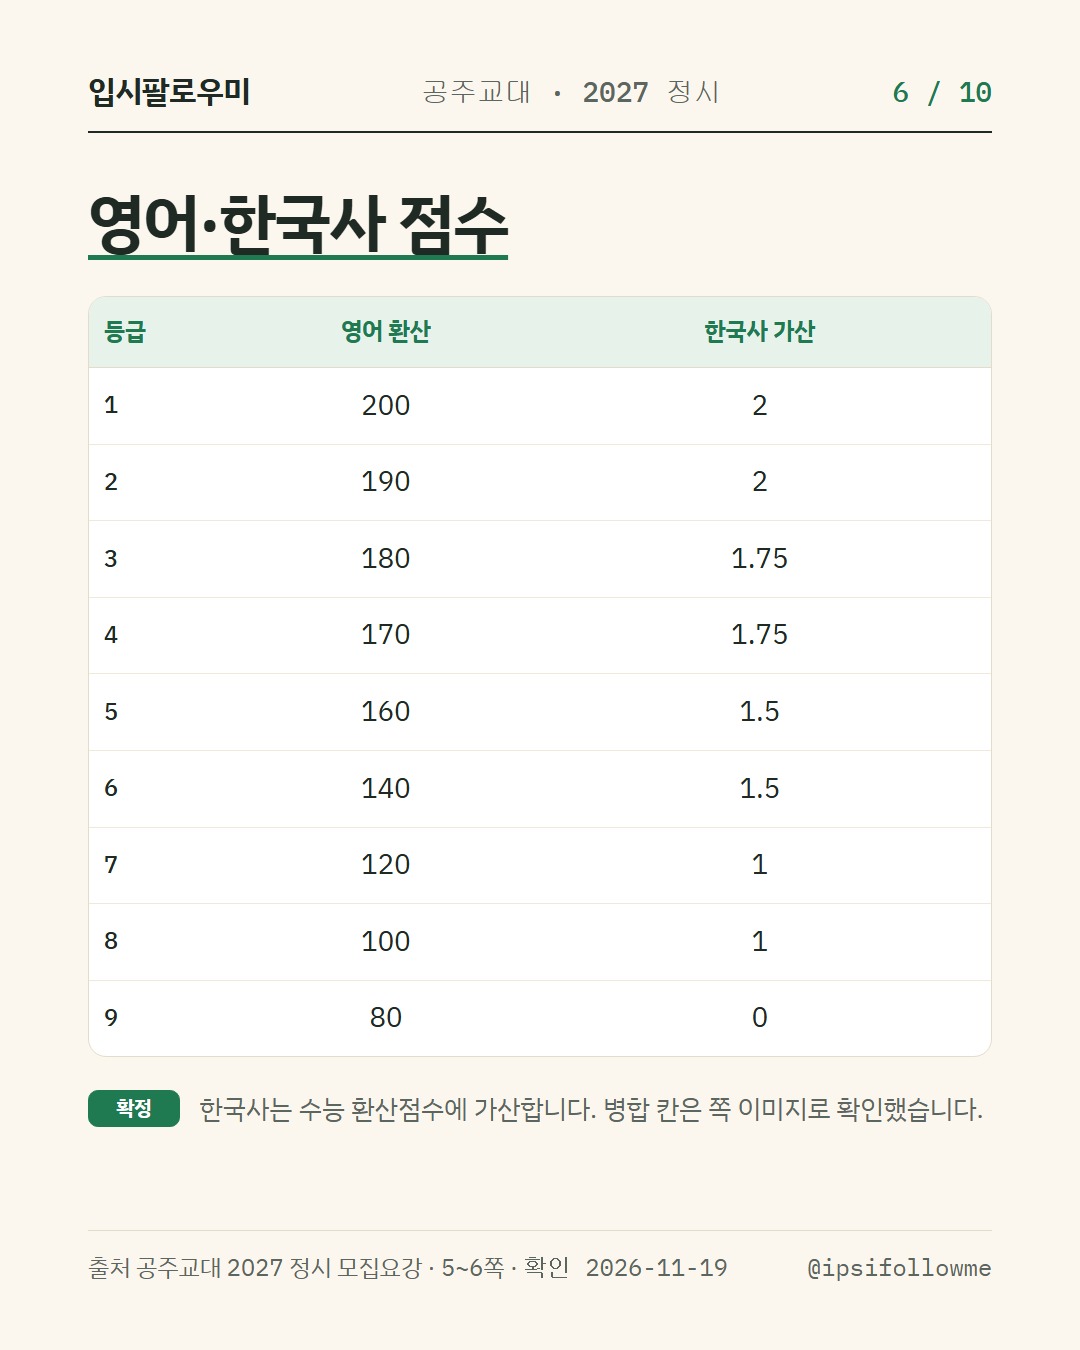 입시팔로우미 공주교대 · 2027 정시 6 / 10
영어·한국사 점수
등급 영어 환산 한국사 가산
1 200 2
2 190 2
3 180 1.75
4 170 1.75
5 160 1.5
6 140 1.5
7 120 1
8 100 1
9 80 0
확정 한국사는 수능 환산점수에 가산합니다. 병합 칸은 쪽 이미지로 확인했습니다.
출처 공주교대 2027 정시 모집요강 · 5~6쪽 · 확인 2026-11-19 @ipsifollowme